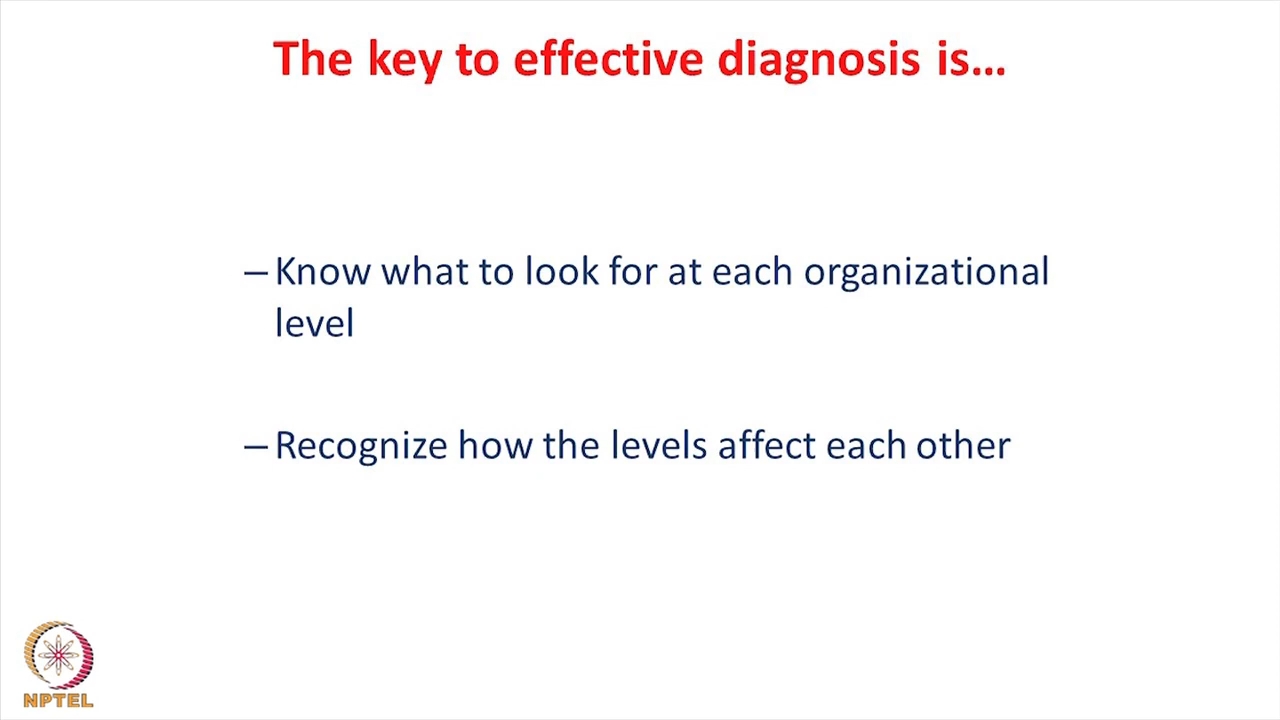 The key to effective diagnosis is...
– Know what to look for at each organizational
level
– Recognize how the levels affect each other
NPTEL